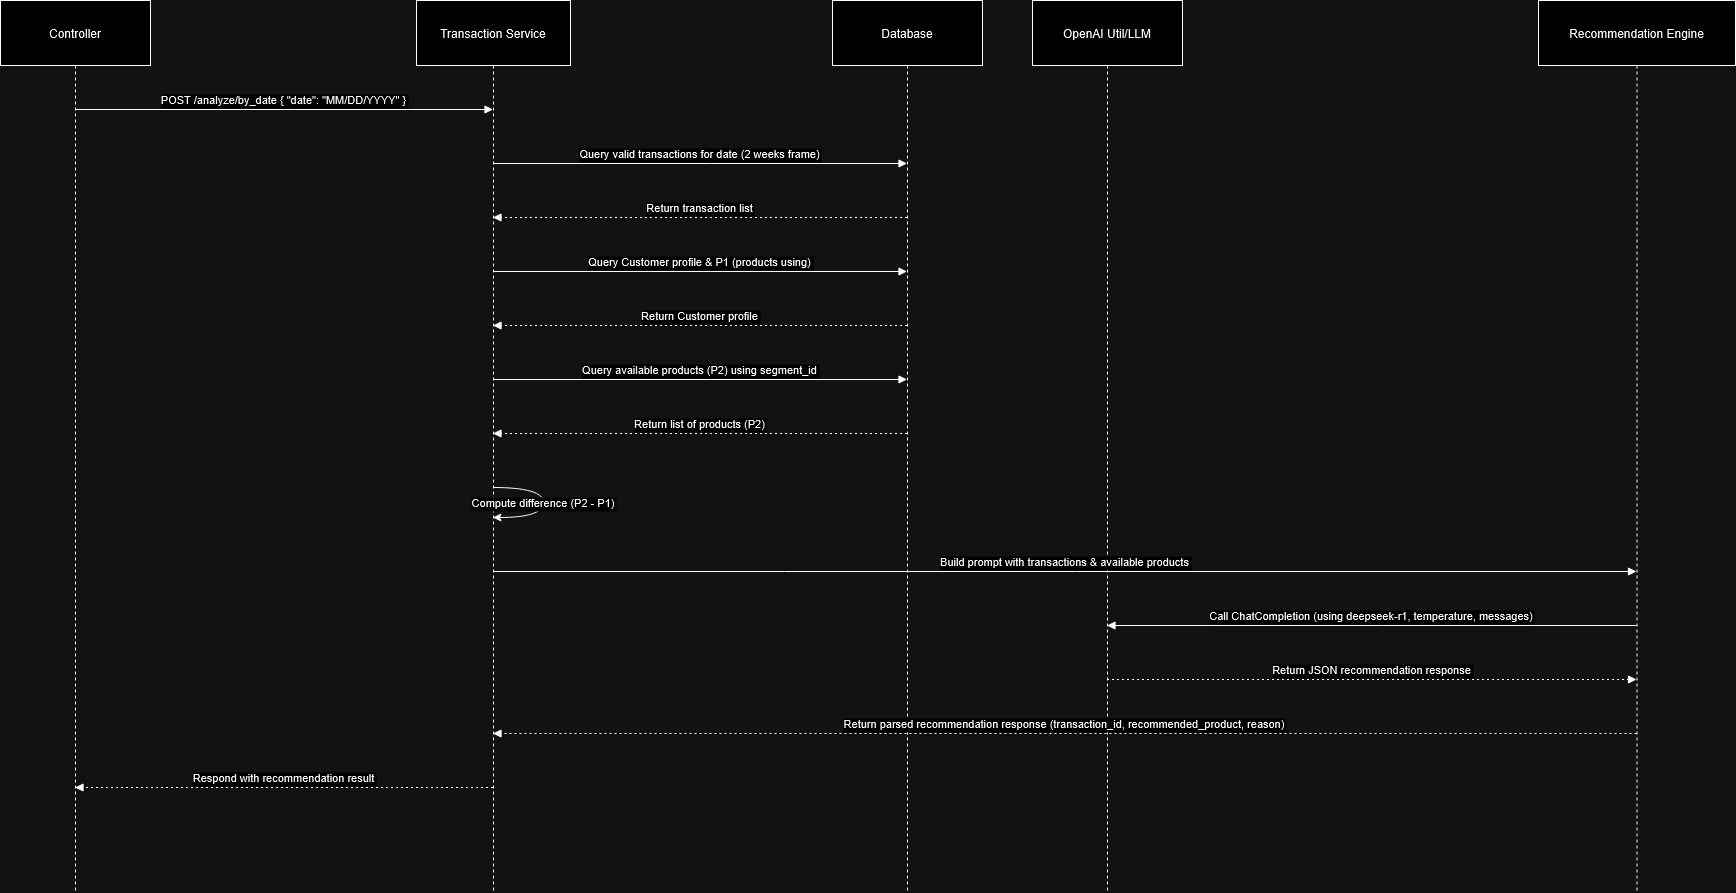 Controller
Transaction Service
Database
OpenAI Util/LLM
Recommendation Engine
POST /analyze/by_date { "date": "MM/DD/YYYY" }
Query valid transactions for date (2 weeks frame)
Return transaction list
Query Customer profile & P1 (products using)
Return Customer profile
Query available products (P2) using segment_id
Return list of products (P2)
Compute difference (P2 - P1)
Build prompt with transactions & available products
Call ChatCompletion (using deepseek-r1, temperature, messages)
Return JSON recommendation response
Return parsed recommendation response (transaction_id, recommended_product, reason)
Respond with recommendation result